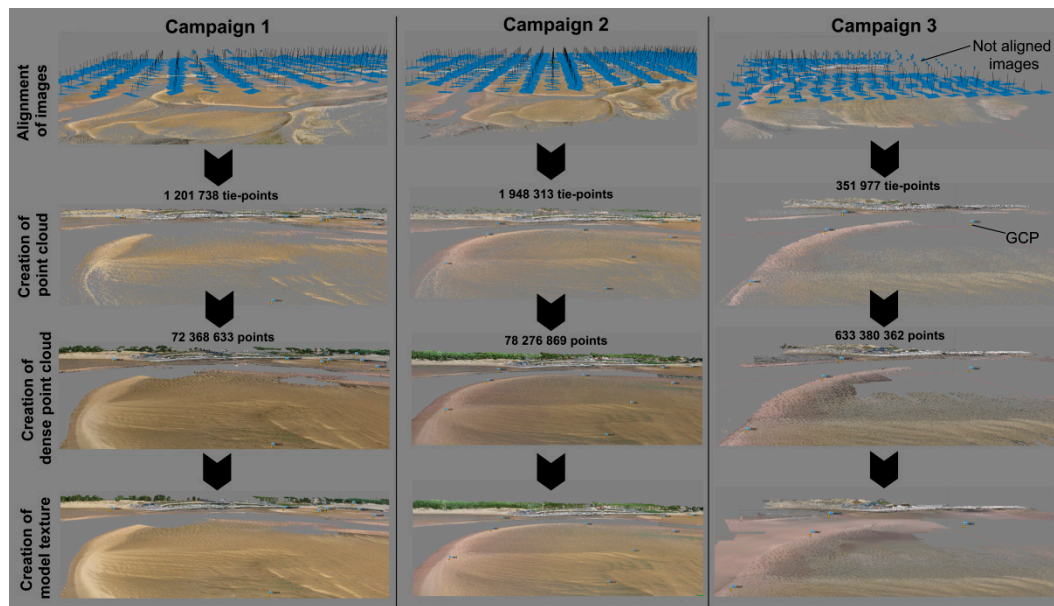 Campaign 1
Campaign 2
Campaign 3
Alignment
of images
Not aligned
images
1 201 738 tie-points
1 948 313 tie-points
351 977 tie-points
Creation of
point cloud
GCP
72 368 633 points
78 276 869 points
633 380 362 points
Creation of
dense point cloud
Creation of
model texture